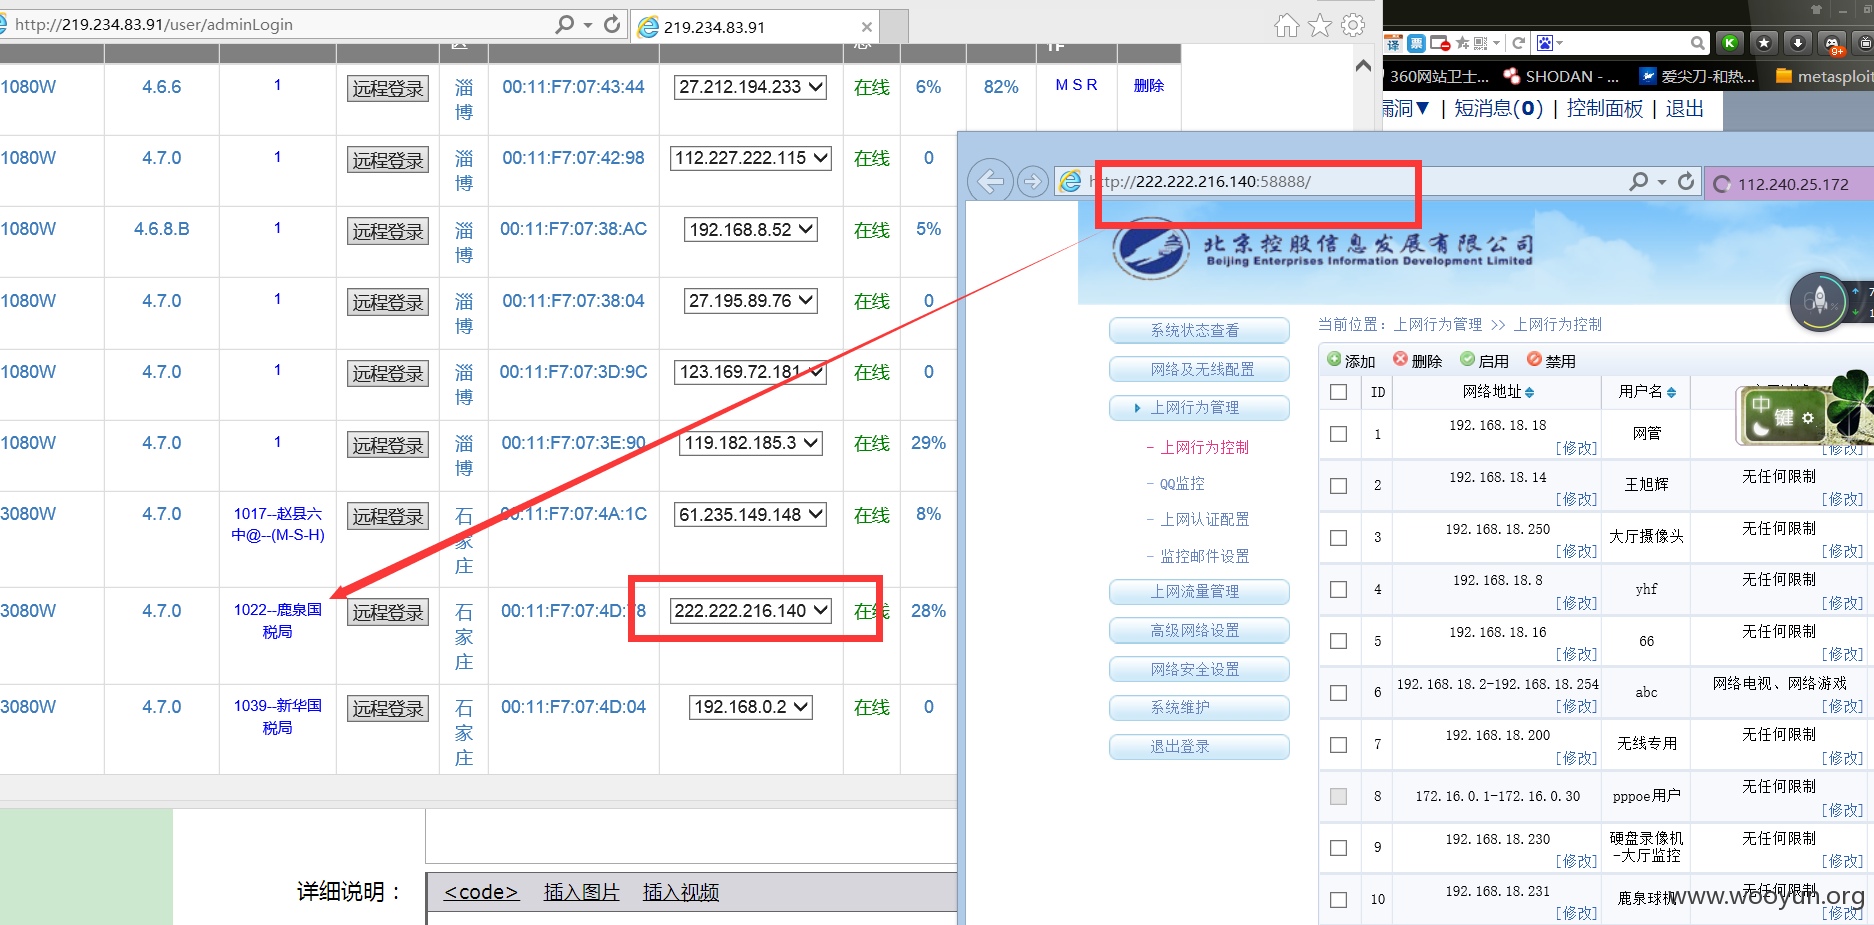 http://219.234.83.91/user/adminLogin
219.234.83.91
译
票
K
9+
360网站卫士...
SHODAN - ...
爱尖刀-和热...
metasploit
漏洞▼ | 短消息(0) | 控制面板 | 退出
1080W 4.6.6 1 远程登录 淄博 00:11:F7:07:43:44 27.212.194.233 在线 6% 82% M S R 删除
1080W 4.7.0 1 远程登录 淄博 00:11:F7:07:42:98 112.227.222.115 在线 0
1080W 4.6.8.B 1 远程登录 淄博 00:11:F7:07:38:AC 192.168.8.52 在线 5%
1080W 4.7.0 1 远程登录 淄博 00:11:F7:07:38:04 27.195.89.76 在线 0
1080W 4.7.0 1 远程登录 淄博 00:11:F7:07:3D:9C 123.169.72.181 在线 0
1080W 4.7.0 1 远程登录 淄博 00:11:F7:07:3E:90 119.182.185.3 在线 29%
3080W 4.7.0 1017--赵县六中@--(M-S-H) 远程登录 石家庄 00:11:F7:07:4A:1C 61.235.149.148 在线 8%
3080W 4.7.0 1022--鹿泉国税局 远程登录 石家庄 00:11:F7:07:4D:78 222.222.216.140 在线 28%
3080W 4.7.0 1039--新华国税局 远程登录 石家庄 00:11:F7:07:4D:04 192.168.0.2 在线 0
详细说明：
<code> 插入图片 插入视频
http://222.222.216.140:58888/
112.240.25.172
北京控股信息发展有限公司
Beijing Enterprises Information Development Limited
系统状态查看
网络及无线配置
上网行为管理
- 上网行为控制
- QQ监控
- 上网认证配置
- 监控邮件设置
上网流量管理
高级网络设置
网络安全设置
系统维护
退出登录
当前位置：上网行为管理 >> 上网行为控制
添加 删除 启用 禁用
ID 网络地址 用户名
中
键
1 192.168.18.18 [修改] 网管 [修改]
2 192.168.18.14 [修改] 王旭辉 无任何限制 [修改]
3 192.168.18.250 [修改] 大厅摄像头 无任何限制 [修改]
4 192.168.18.8 [修改] yhf 无任何限制 [修改]
5 192.168.18.16 [修改] 66 无任何限制 [修改]
6 192.168.18.2-192.168.18.254 [修改] abc 网络电视、网络游戏 [修改]
7 192.168.18.200 [修改] 无线专用 无任何限制 [修改]
8 172.16.0.1-172.16.0.30 pppoe用户 无任何限制 [修改]
9 192.168.18.230 [修改] 硬盘录像机-大厅监控 无任何限制 [修改]
10 192.168.18.231 [修改] 鹿泉球机 无任何限制 [修改]
www.wooyun.org